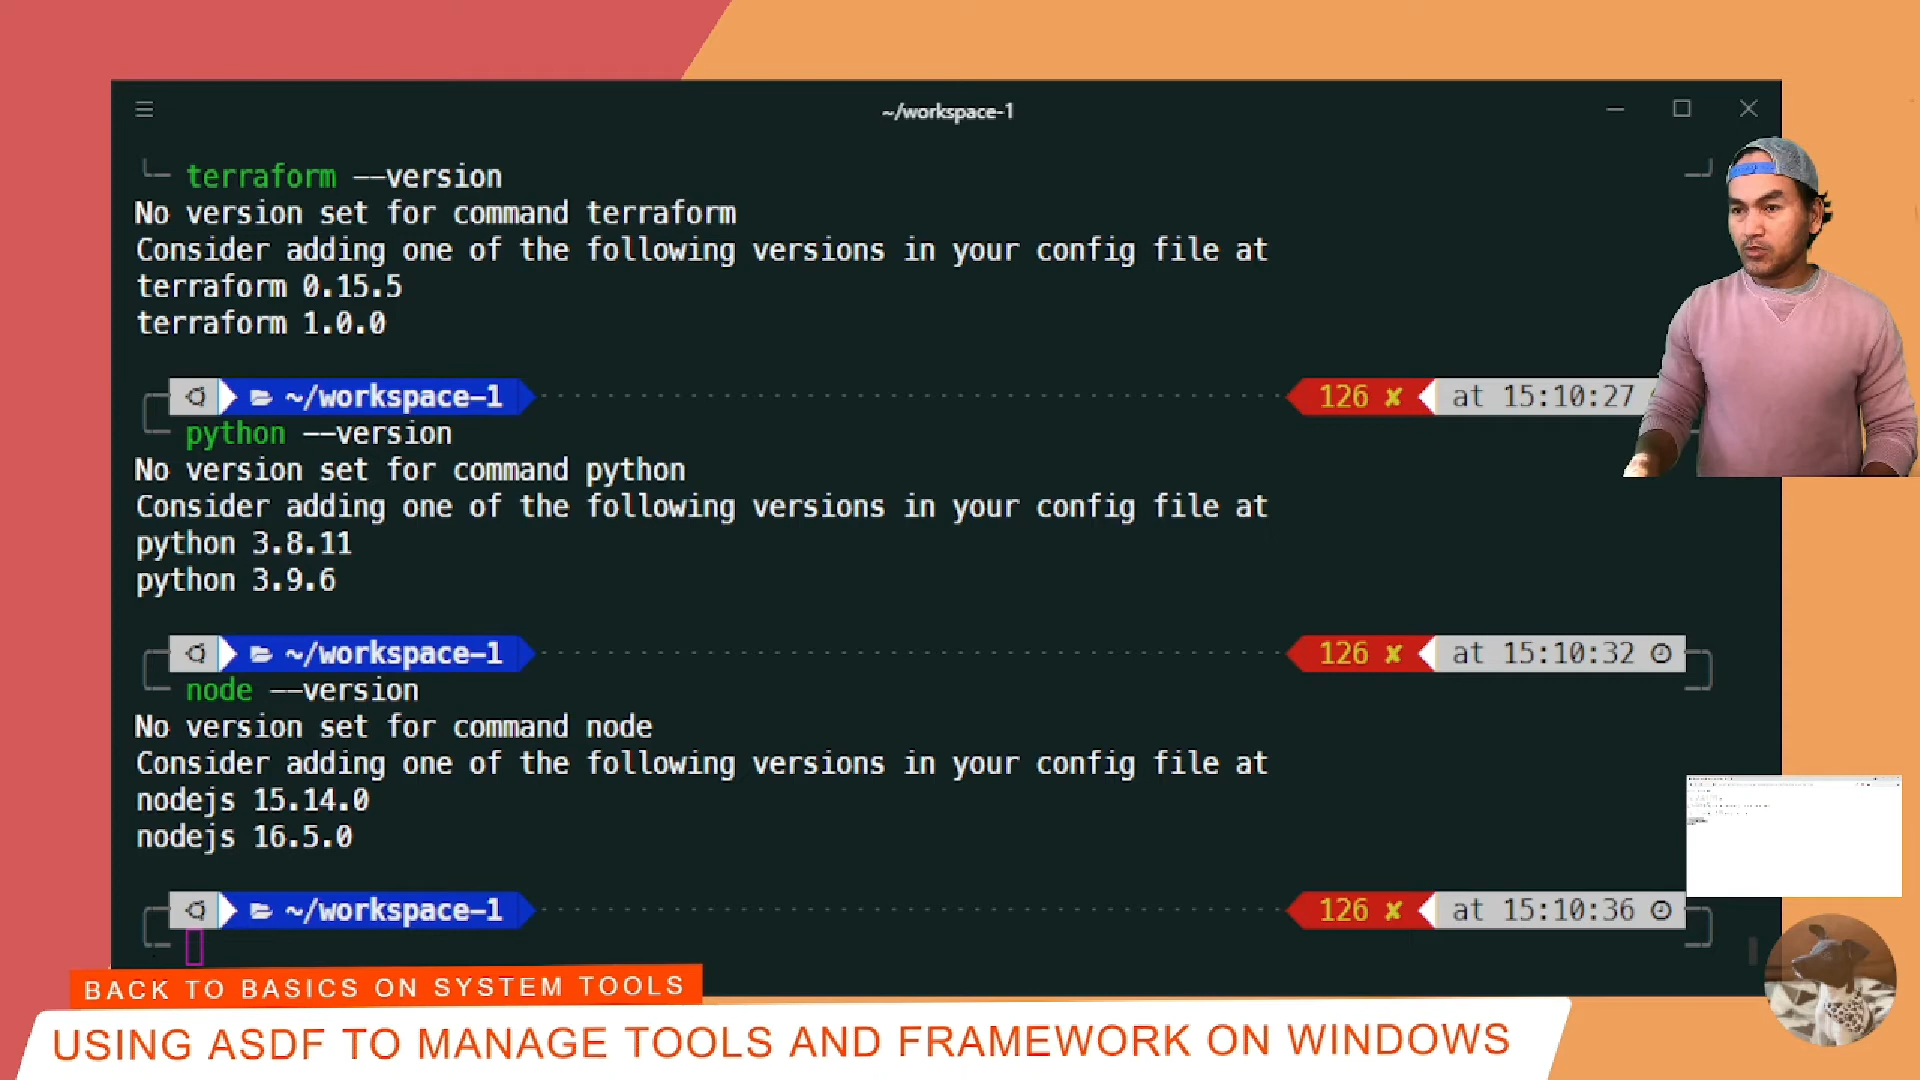 ~/workspace-1
terraform --version
No version set for command terraform
Consider adding one of the following versions in your config file at
terraform 0.15.5
terraform 1.0.0
~/workspace-1 126 ✘ at 15:10:27
python --version
No version set for command python
Consider adding one of the following versions in your config file at
python 3.8.11
python 3.9.6
~/workspace-1 126 ✘ at 15:10:32
node --version
No version set for command node
Consider adding one of the following versions in your config file at
nodejs 15.14.0
nodejs 16.5.0
~/workspace-1 126 ✘ at 15:10:36
BACK TO BASICS ON SYSTEM TOOLS
USING ASDF TO MANAGE TOOLS AND FRAMEWORK ON WINDOWS